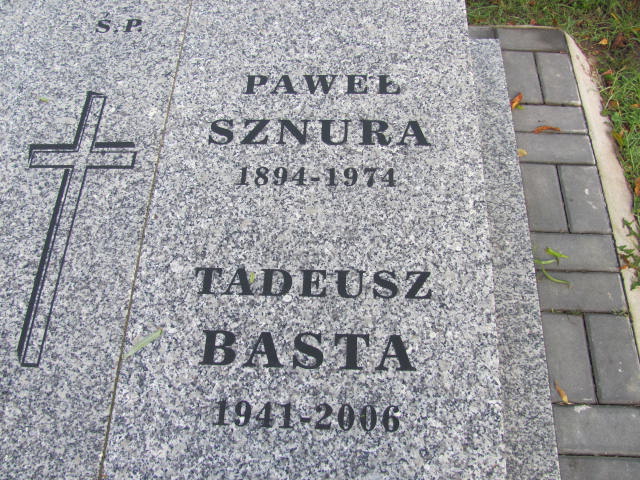 Ś.P.
PAWEŁ
SZNURA
1894-1974
TADEUSZ
BASTA
1941-2006